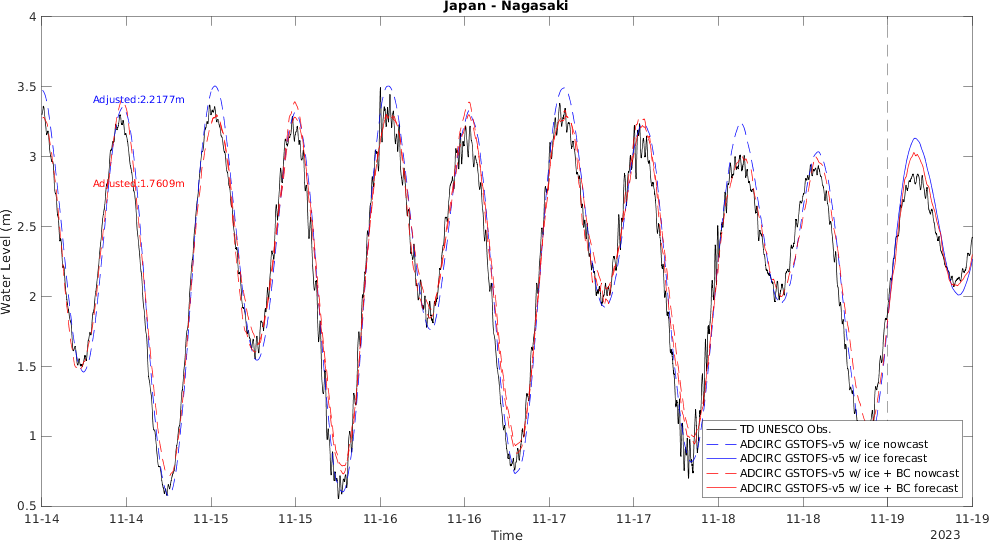 Japan - Nagasaki
4
3.5
3
2.5
2
1.5
1
0.5
Water Level (m)
Adjusted:2.2177m
Adjusted:1.7609m
TD UNESCO Obs.
ADCIRC GSTOFS-v5 w/ ice nowcast
ADCIRC GSTOFS-v5 w/ ice forecast
ADCIRC GSTOFS-v5 w/ ice + BC nowcast
ADCIRC GSTOFS-v5 w/ ice + BC forecast
11-14 11-14 11-15 11-15 11-16 11-16 11-17 11-17 11-18 11-18 11-19 11-19
Time
2023